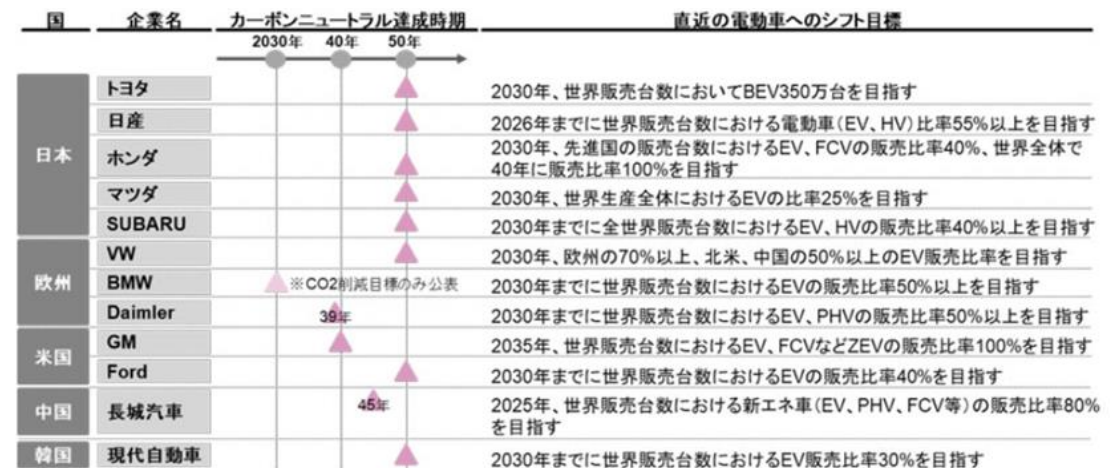 国 企業名 カーボンニュートラル達成時期 直近の電動車へのシフト目標
2030年 40年 50年
日本
トヨタ 2030年、世界販売台数においてBEV350万台を目指す
日産 2026年までに世界販売台数における電動車(EV、HV)比率55%以上を目指す
ホンダ 2030年、先進国の販売台数におけるEV、FCVの販売比率40%、世界全体で
40年に販売比率100%を目指す
マツダ 2030年、世界生産全体におけるEVの比率25%を目指す
SUBARU 2030年までに全世界販売台数におけるEV、HVの販売比率40%以上を目指す
欧州
VW 2030年、欧州の70%以上、北米、中国の50%以上のEV販売比率を目指す
BMW ※CO2削減目標のみ公表 2030年までに世界販売台数におけるEVの販売比率50%以上を目指す
Daimler 39年 2030年までに世界販売台数におけるEV、PHVの販売比率50%以上を目指す
米国
GM 2035年、世界販売台数におけるEV、FCVなどZEVの販売比率100%を目指す
Ford 2030年までに世界販売台数におけるEVの販売比率40%を目指す
中国
長城汽車 45年 2025年、世界販売台数における新エネ車(EV、PHV、FCV等)の販売比率80%
を目指す
韓国
現代自動車 2030年までに世界販売台数におけるEV販売比率30%を目指す